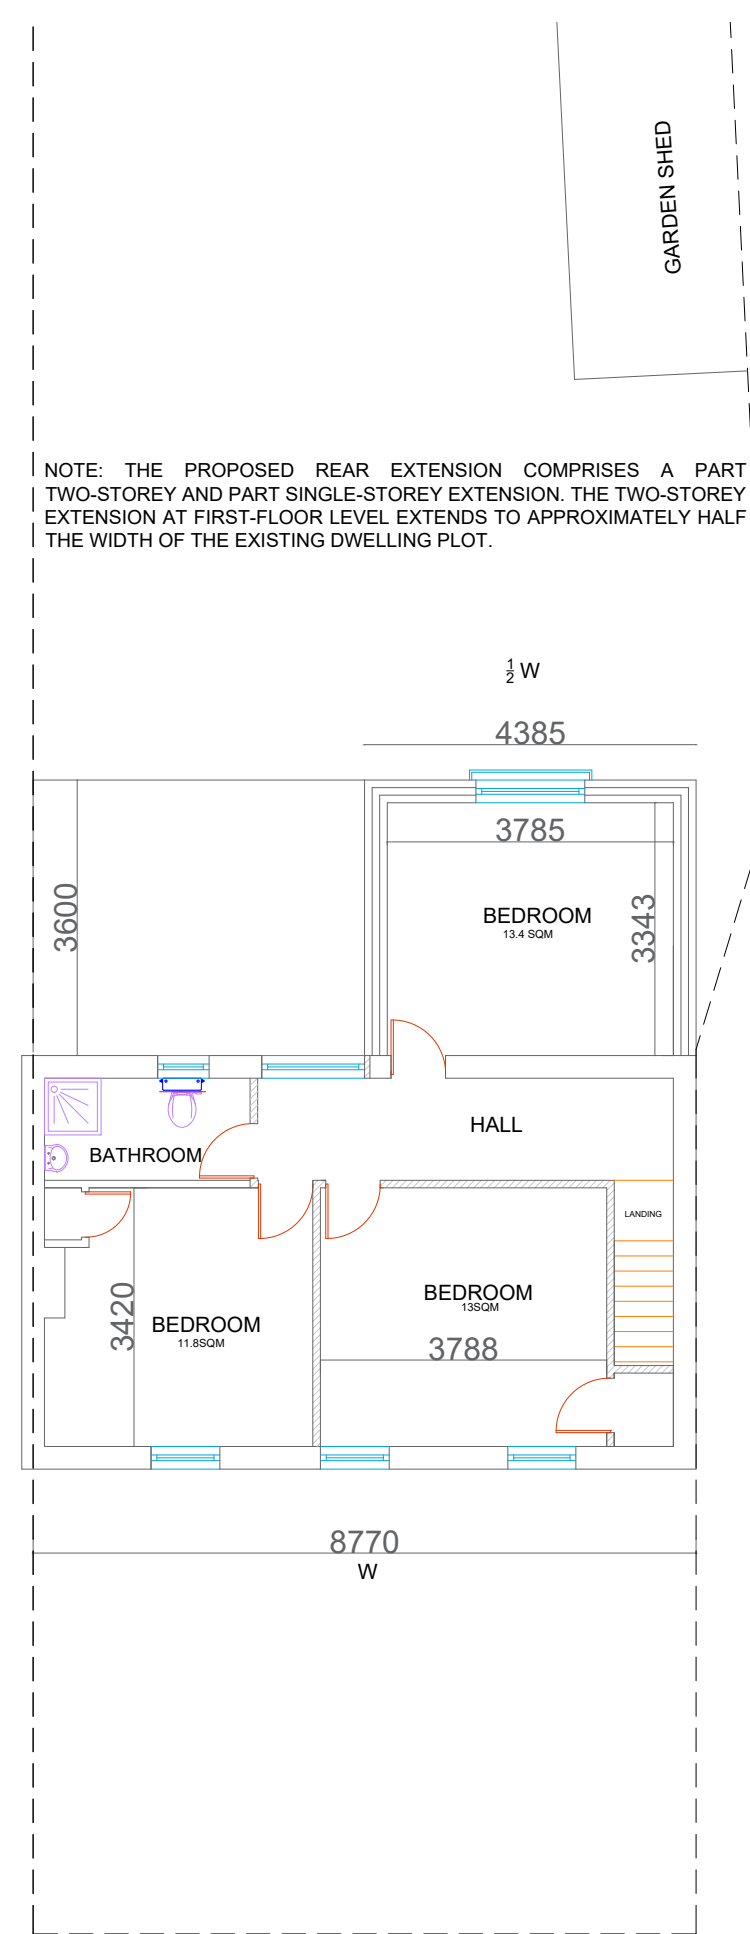 GARDEN SHED
NOTE: THE PROPOSED REAR EXTENSION COMPRISES A PART
TWO-STOREY AND PART SINGLE-STOREY EXTENSION. THE TWO-STOREY
EXTENSION AT FIRST-FLOOR LEVEL EXTENDS TO APPROXIMATELY HALF
THE WIDTH OF THE EXISTING DWELLING PLOT.
1/2 W
4385
3785
3600
BEDROOM
13.4 SQM
3343
HALL
BATHROOM
LANDING
3420
BEDROOM
11.8SQM
BEDROOM
13SQM
3788
8770
W